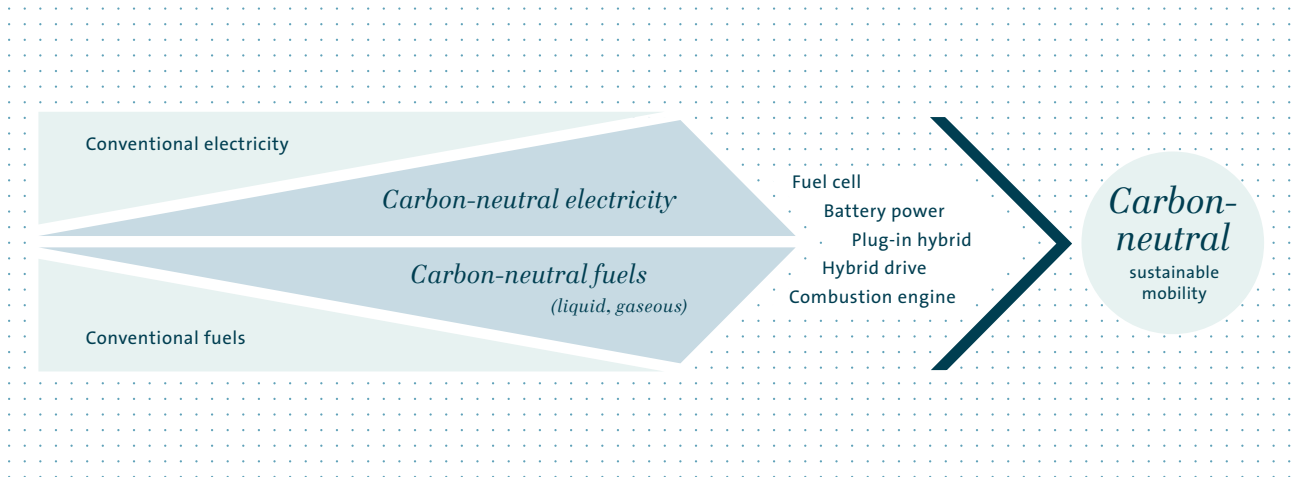 Conventional electricity
Carbon-neutral electricity
Carbon-neutral fuels
(liquid, gaseous)
Conventional fuels
Fuel cell
Battery power
Plug-in hybrid
Hybrid drive
Combustion engine
Carbon-
neutral
sustainable
mobility